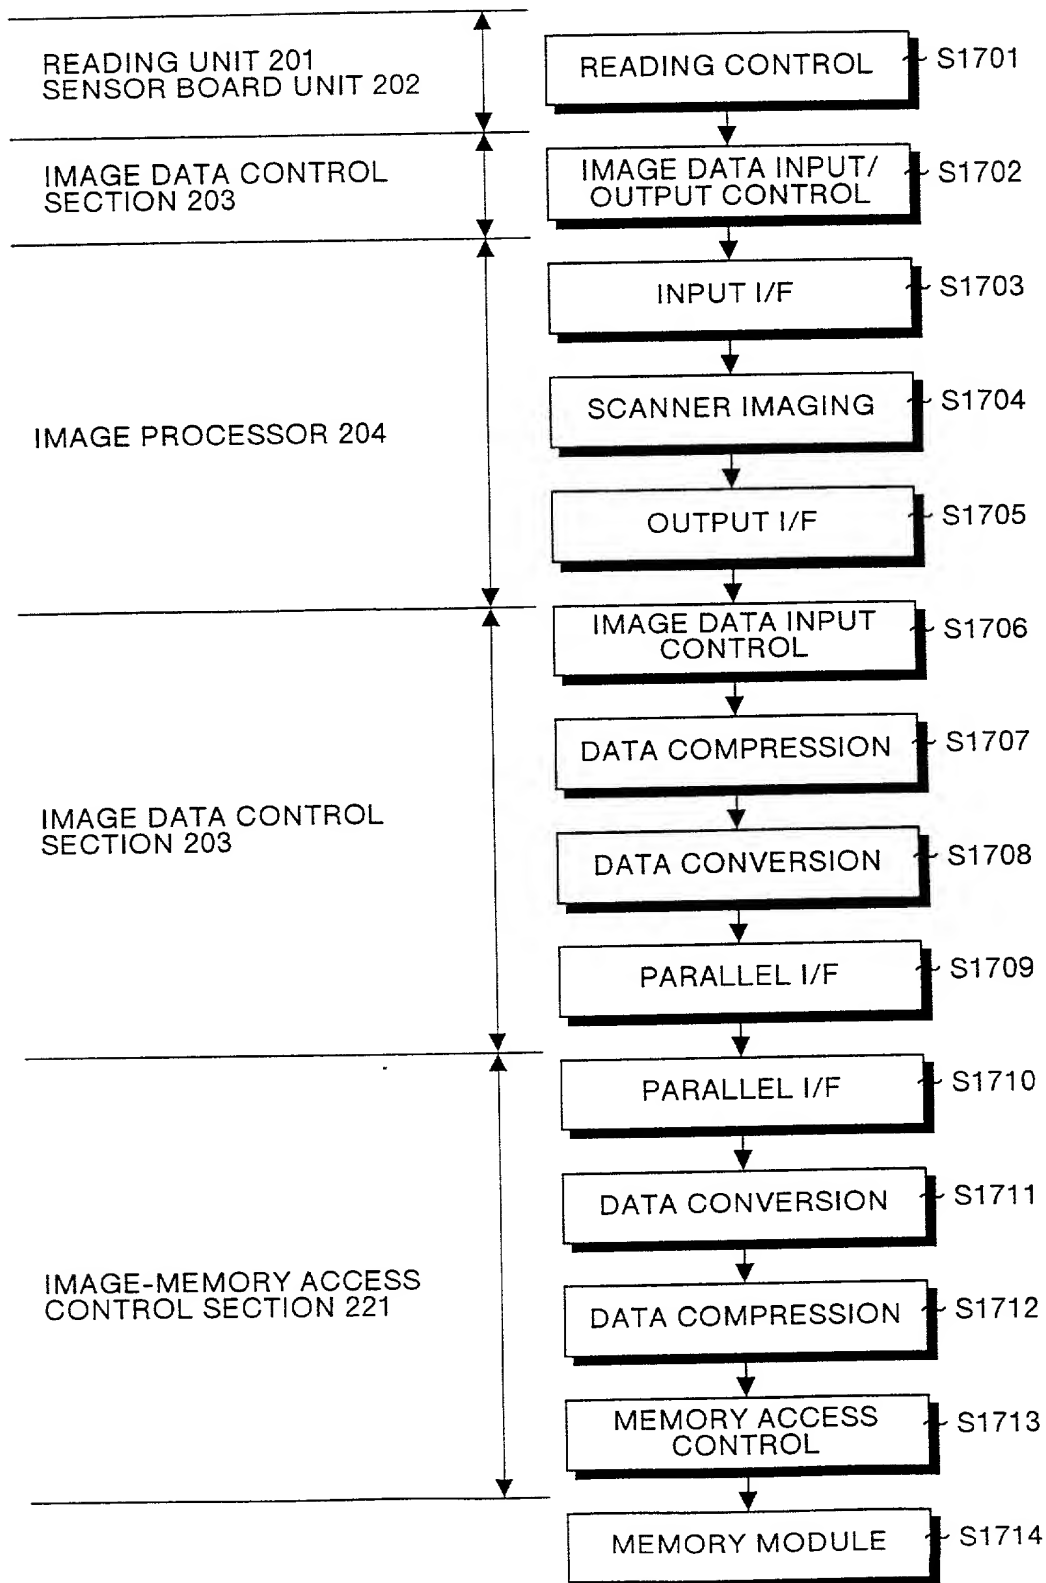 READING UNIT 201
SENSOR BOARD UNIT 202
READING CONTROL
S1701
IMAGE DATA CONTROL
SECTION 203
IMAGE DATA INPUT/
OUTPUT CONTROL
S1702
INPUT I/F
S1703
IMAGE PROCESSOR 204
SCANNER IMAGING
S1704
OUTPUT I/F
S1705
IMAGE DATA INPUT
CONTROL
S1706
DATA COMPRESSION
S1707
IMAGE DATA CONTROL
SECTION 203
DATA CONVERSION
S1708
PARALLEL I/F
S1709
PARALLEL I/F
S1710
DATA CONVERSION
S1711
IMAGE-MEMORY ACCESS
CONTROL SECTION 221
DATA COMPRESSION
S1712
MEMORY ACCESS
CONTROL
S1713
MEMORY MODULE
S1714